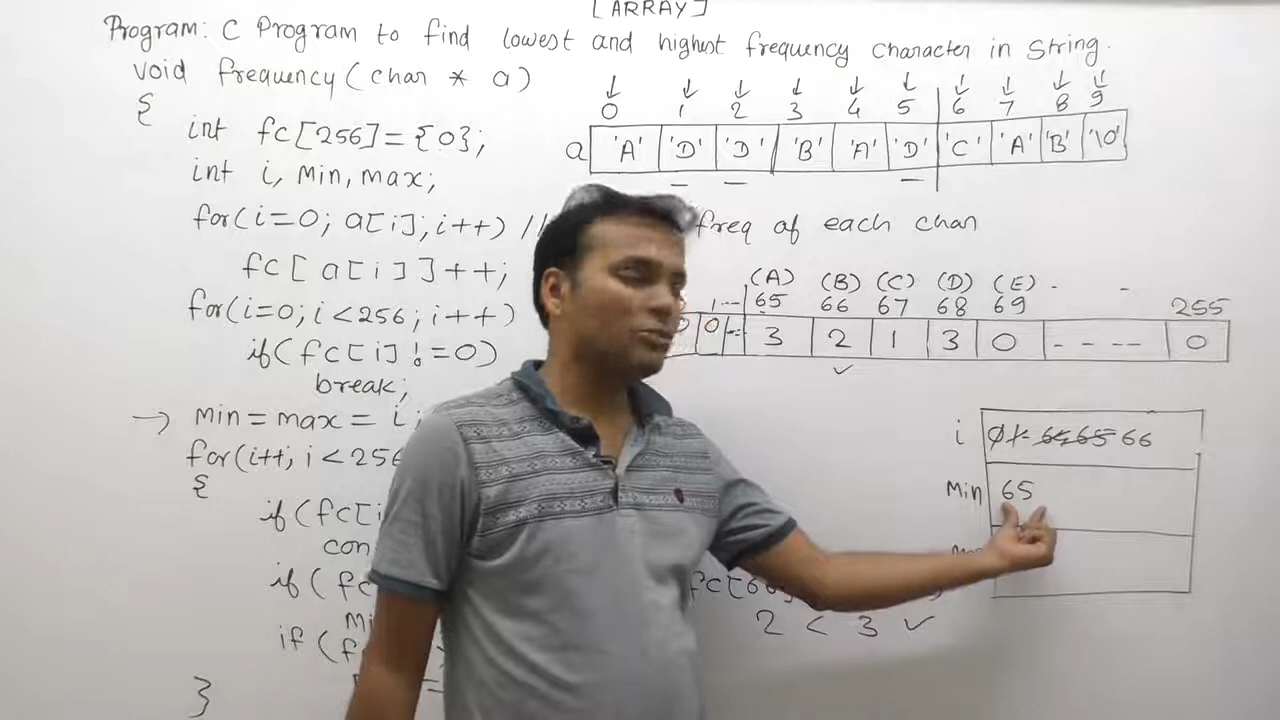 [ARRAY]
Program: C Program to find lowest and highest frequency character in String.
void frequency(char * a)
{
int fc[256]={0};
int i, min, max;
for(i=0; a[i]; i++) //
freq of each char
fc[a[i]]++;
for(i=0; i<256; i++)
if(fc[i] != 0)
break;
→ min = max = i;
for(i++; i<256
{
if(fc[i
con
if( fc
mi
if (f
=
}
0 1 2 3 4 5 6 7 8 9
a 'A' 'D' 'D' 'B' 'A' 'D' 'C' 'A' 'B' '\0'
(A) (B) (C) (D) (E) . -
65 66 67 68 69 255
0 3 2 1 3 0 - - - - 0
i 0 1 - 64 65 66
Min 65
fc[66]
2 < 3 ✓